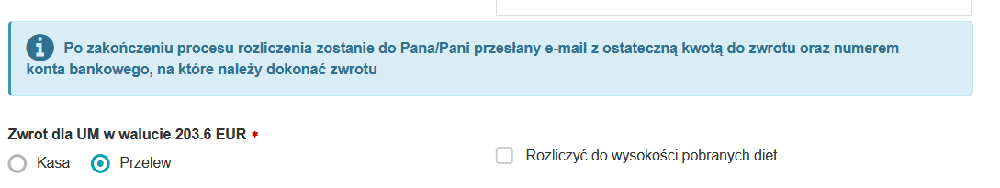 Po zakończeniu procesu rozliczenia zostanie do Pana/Pani przesłany e-mail z ostateczną kwotą do zwrotu oraz numerem
konta bankowego, na które należy dokonać zwrotu
Zwrot dla UM w walucie 203.6 EUR *
Kasa Przelew Rozliczyć do wysokości pobranych diet